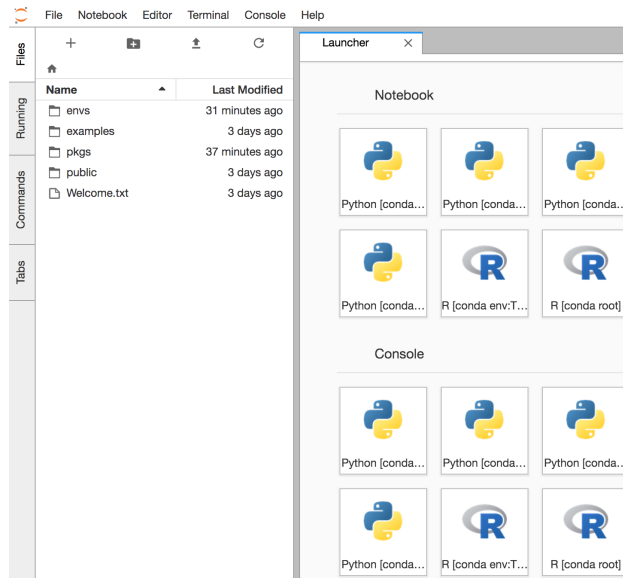 File Notebook Editor Terminal Console Help
Files
Running
Commands
Tabs
Name Last Modified
envs 31 minutes ago
examples 3 days ago
pkgs 37 minutes ago
public 3 days ago
Welcome.txt 3 days ago
Launcher ×
Notebook
Python [conda... Python [conda... Python [conda...
Python [conda... R [conda env:T... R [conda root]
Console
Python [conda... Python [conda... Python [conda...
Python [conda... R [conda env:T... R [conda root]